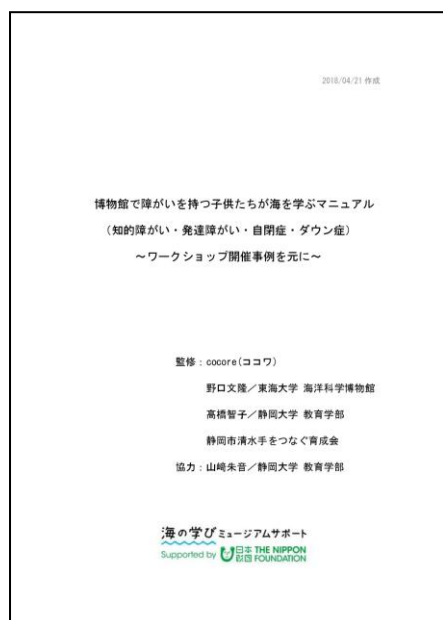 2018/04/21 作成
博物館で障がいを持つ子供たちが海を学ぶマニュアル
（知的障がい・発達障がい・自閉症・ダウン症）
～ワークショップ開催事例を元に～
監修：cocore(ココワ)
野口文隆／東海大学 海洋科学博物館
高橋智子／静岡大学 教育学部
静岡市清水手をつなぐ育成会
協力：山﨑朱音／静岡大学 教育学部
海の学びミュージアムサポート
Supported by 日本財団 THE NIPPON FOUNDATION